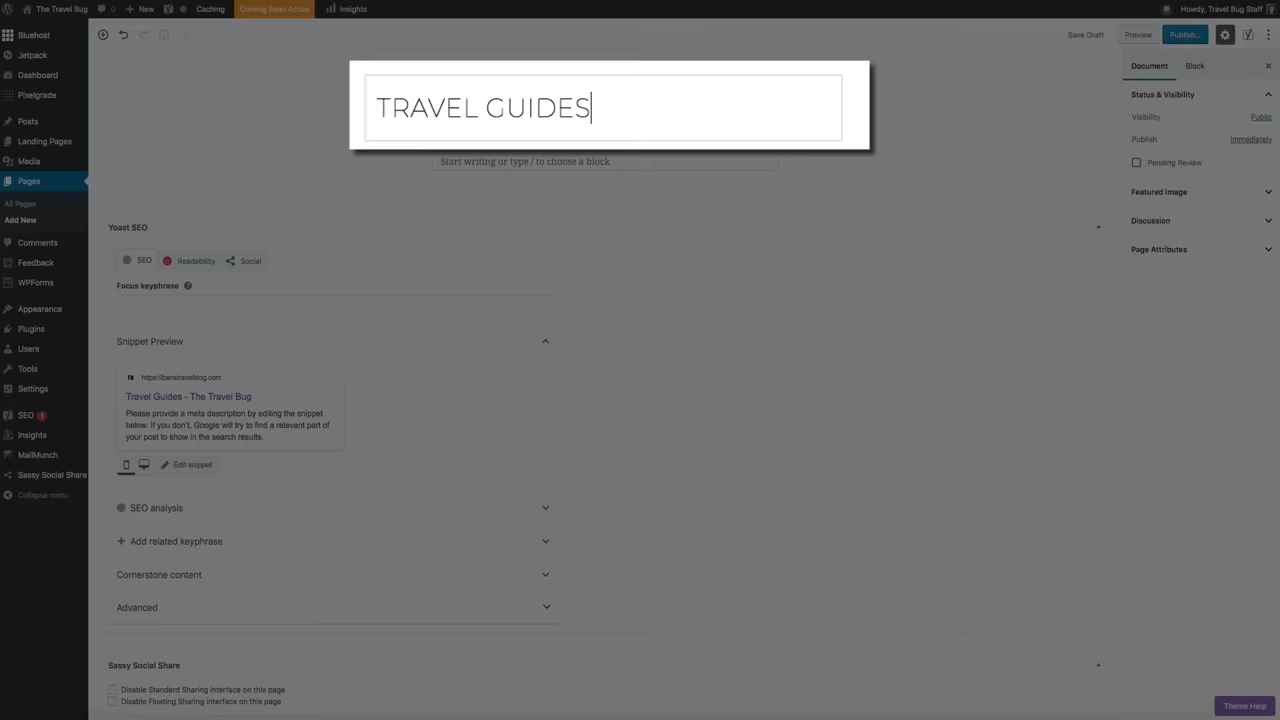 The Travel Bug 0 New Caching Coming Soon Active Insights Howdy, Travel Bug Staff
Bluehost
Jetpack
Dashboard
Pixelgrade
Posts
Landing Pages
Media
Pages
All Pages
Add New
Comments
Feedback
WPForms
Appearance
Plugins
Users
Tools
Settings
SEO 1
Insights
MailMunch
Sassy Social Share
Collapse menu
Save Draft Preview Publish...
TRAVEL GUIDES
Start writing or type / to choose a block
Yoast SEO
SEO Readability Social
Focus keyphrase ?
Snippet Preview
TB https://benstravelblog.com
Travel Guides - The Travel Bug
Please provide a meta description by editing the snippet
below. If you don't, Google will try to find a relevant part of
your post to show in the search results.
Edit snippet
SEO analysis
Add related keyphrase
Cornerstone content
Advanced
Sassy Social Share
Disable Standard Sharing interface on this page
Disable Floating Sharing interface on this page
Document Block
Status & Visibility
Visibility Public
Publish Immediately
Pending Review
Featured Image
Discussion
Page Attributes
Theme Help